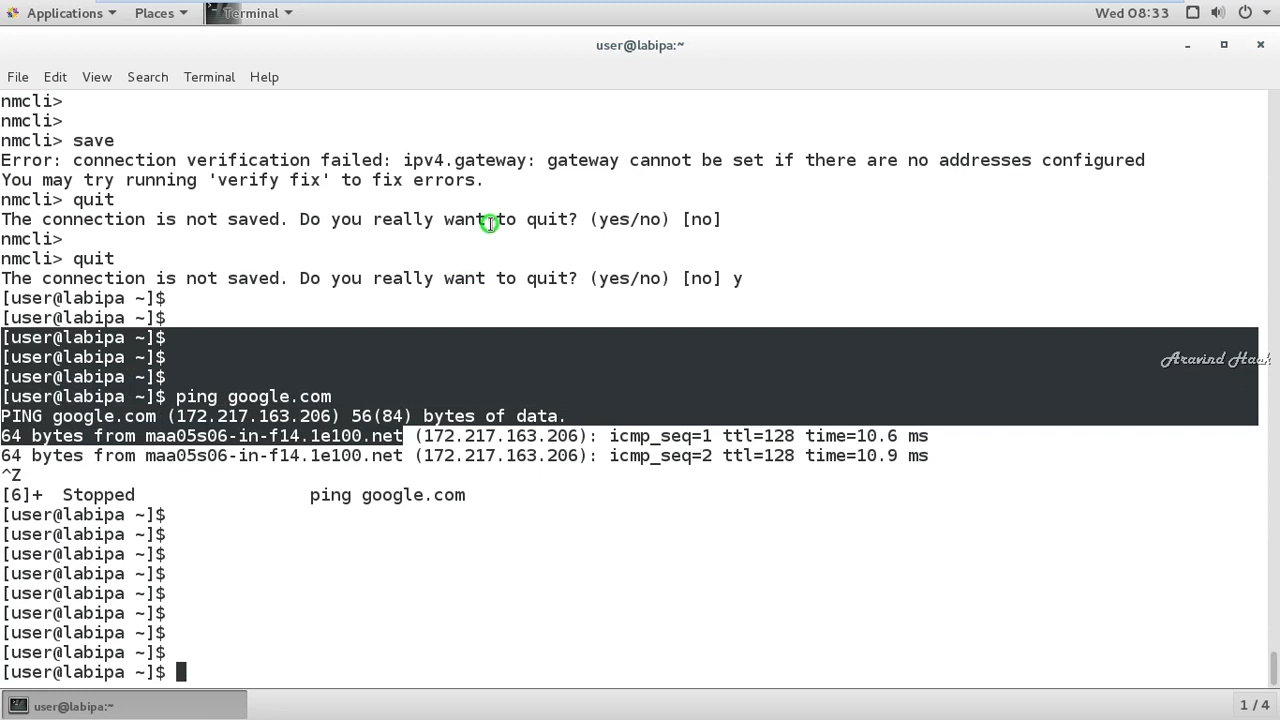 Applications Places Terminal Wed 08:33
user@labipa:~
File Edit View Search Terminal Help
nmcli>
nmcli>
nmcli> save
Error: connection verification failed: ipv4.gateway: gateway cannot be set if there are no addresses configured
You may try running 'verify fix' to fix errors.
nmcli> quit
The connection is not saved. Do you really want to quit? (yes/no) [no]
nmcli>
nmcli> quit
The connection is not saved. Do you really want to quit? (yes/no) [no] y
[user@labipa ~]$
[user@labipa ~]$
[user@labipa ~]$
[user@labipa ~]$
[user@labipa ~]$
[user@labipa ~]$ ping google.com
PING google.com (172.217.163.206) 56(84) bytes of data.
64 bytes from maa05s06-in-f14.1e100.net (172.217.163.206): icmp_seq=1 ttl=128 time=10.6 ms
64 bytes from maa05s06-in-f14.1e100.net (172.217.163.206): icmp_seq=2 ttl=128 time=10.9 ms
^Z
[6]+  Stopped                 ping google.com
[user@labipa ~]$
[user@labipa ~]$
[user@labipa ~]$
[user@labipa ~]$
[user@labipa ~]$
[user@labipa ~]$
[user@labipa ~]$
[user@labipa ~]$
[user@labipa ~]$
Aravind
user@labipa:~ 1 / 4